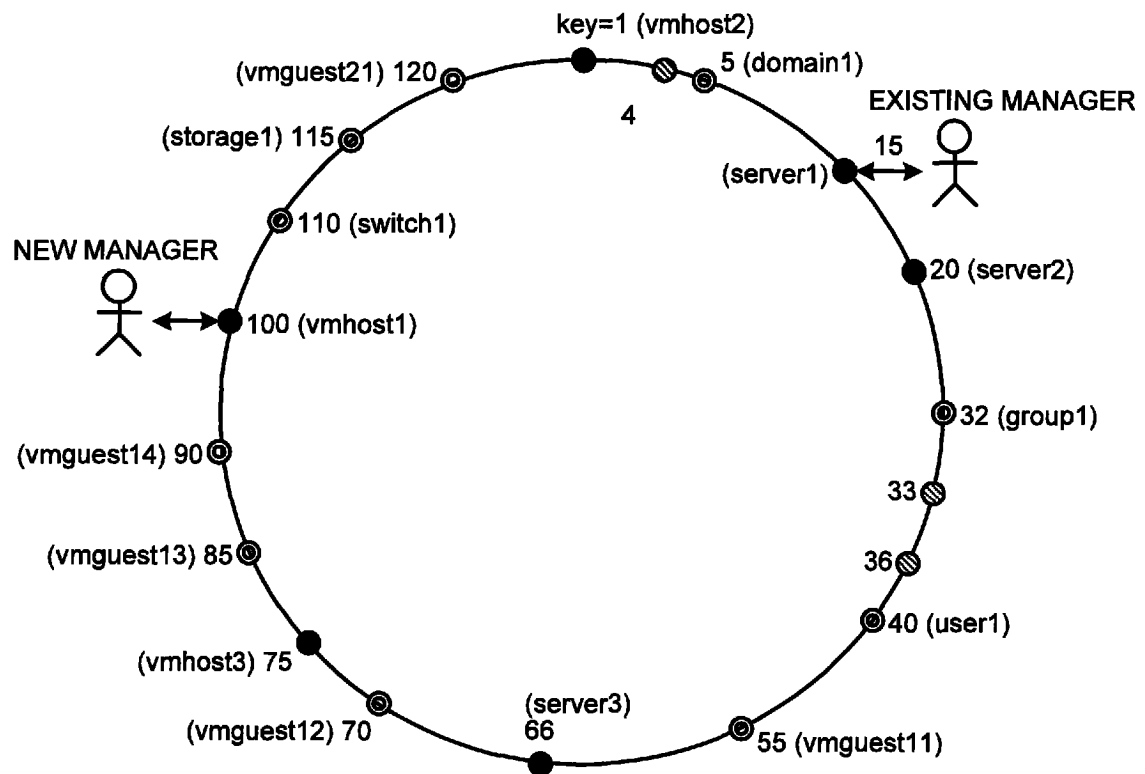 key=1 (vmhost2)
(vmguest21) 120
5 (domain1)
4
EXISTING MANAGER
(storage1) 115
15
(server1)
110 (switch1)
NEW MANAGER
20 (server2)
100 (vmhost1)
32 (group1)
(vmguest14) 90
33
(vmguest13) 85
36
40 (user1)
(vmhost3) 75
(server3)
66
(vmguest12) 70
55 (vmguest11)